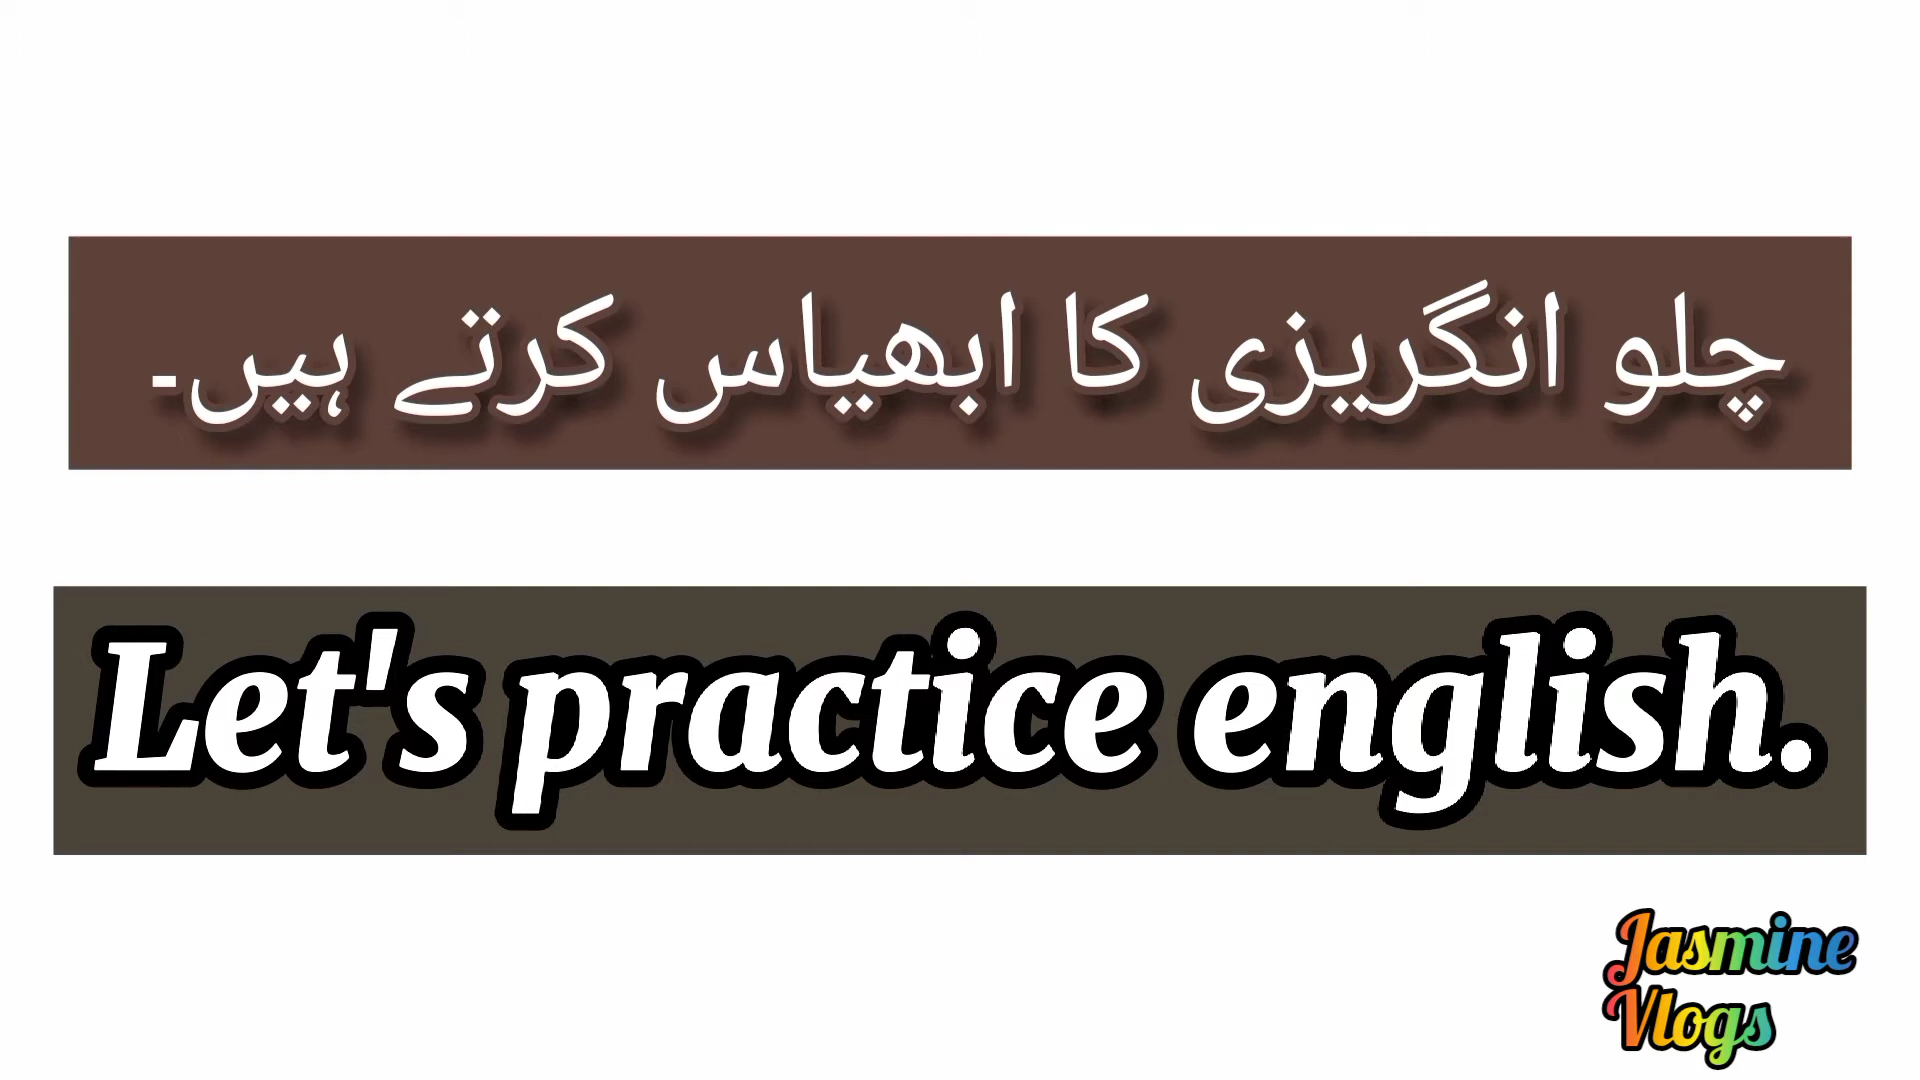 چلو انگریزی کا ابھیاس کرتے ہیں۔
Let's practice english.
Jasmine
Vlogs